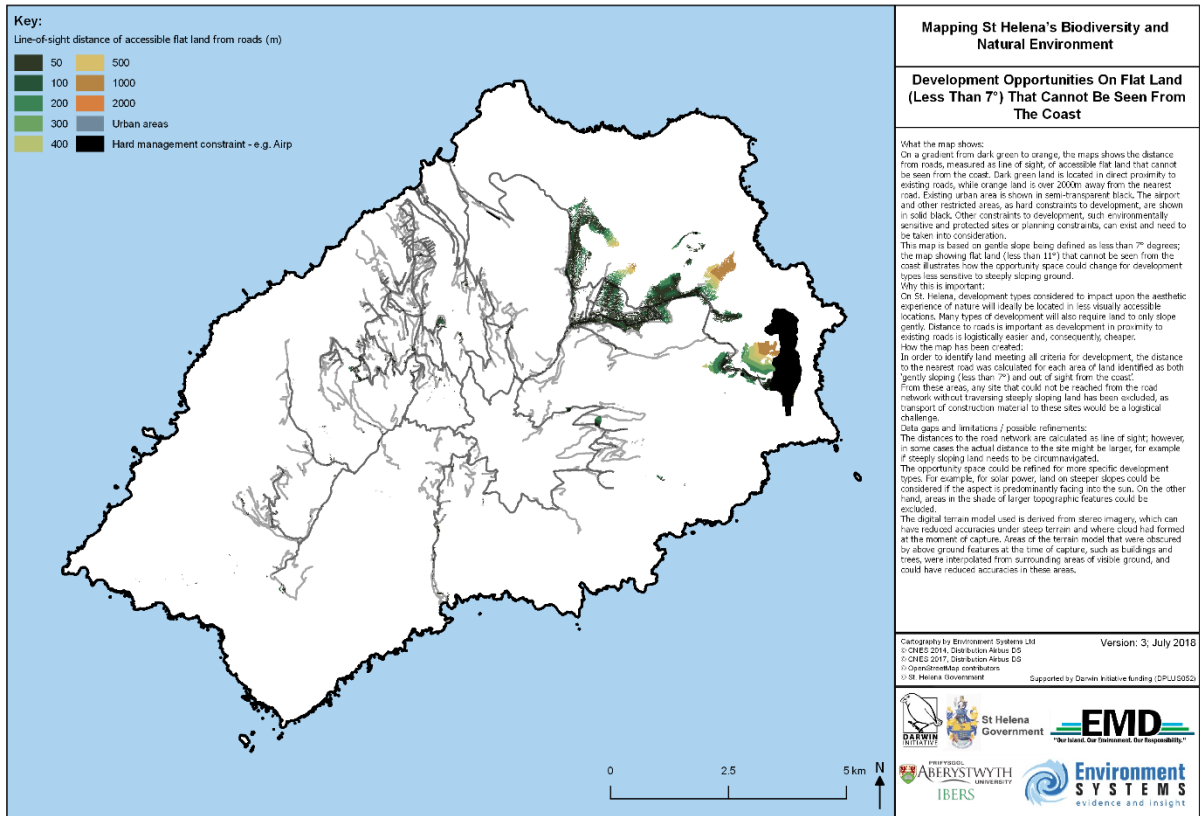 Key:
Line-of-sight distance of accessible flat land from roads (m)
50
100
200
300
400
500
1000
2000
Urban areas
Hard management constraint - e.g. Airp
0
2.5
5 km
N
Mapping St Helena's Biodiversity and
Natural Environment
Development Opportunities On Flat Land
(Less Than 7°) That Cannot Be Seen From
The Coast
What the map shows:
On a gradient from dark green to orange, the maps shows the distance
from roads, measured as line of sight, of accessible flat land that cannot
be seen from the coast. Dark green land is located in direct proximity to
existing roads, while orange land is over 2000m away from the nearest
road. Existing urban area is shown in semi-transparent black. The airport
and other restricted areas, as hard constraints to development, are shown
in solid black. Other constraints to development, such environmentally
sensitive and protected sites or planning constraints, can exist and need to
be taken into consideration.
This map is based on gentle slope being defined as less than 7° degrees;
the map showing flat land (less than 11°) that cannot be seen from the
coast illustrates how the opportunity space could change for development
types less sensitive to steeply sloping ground.
Why this is important:
On St. Helena, development types considered to impact upon the aesthetic
experience of nature will ideally be located in less visually accessible
locations. Many types of development will also require land to only slope
gently. Distance to roads is important as development in proximity to
existing roads is logistically easier and, consequently, cheaper.
How the map has been created:
In order to identify land meeting all criteria for development, the distance
to the nearest road was calculated for each area of land identified as both
'gently sloping (less than 7°) and out of sight from the coast'.
From these areas, any site that could not be reached from the road
network without traversing steeply sloping land has been excluded, as
transport of construction material to these sites would be a logistical
challenge.
Data gaps and limitations / possible refinements:
The distances to the road network are calculated as line of sight; however,
in some cases the actual distance to the site might be larger, for example
if steeply sloping land needs to be circumnavigated.
The opportunity space could be refined for more specific development
types. For example, for solar power, land on steeper slopes could be
considered if the aspect is predominantly facing into the sun. On the other
hand, areas in the shade of larger topographic features could be
excluded.
The digital terrain model used is derived from stereo imagery, which can
have reduced accuracies under steep terrain and where cloud had formed
at the moment of capture. Areas of the terrain model that were obscured
by above ground features at the time of capture, such as buildings and
trees, were interpolated from surrounding areas of visible ground, and
could have reduced accuracies in these areas.
Cartography by Environment Systems Ltd
© CNES 2014, Distribution Airbus DS
© CNES 2017, Distribution Airbus DS
© OpenStreetMap contributors
© St. Helena Government
Version: 3; July 2018
Supported by Darwin Initiative funding (DPLUS052)
DARWIN
INITIATIVE
St Helena
Government
EMD
"Our Island. Our Environment. Our Responsibility."
PRIFYSGOL
ABERYSTWYTH
UNIVERSITY
IBERS
Environment
SYSTEMS
evidence and insight